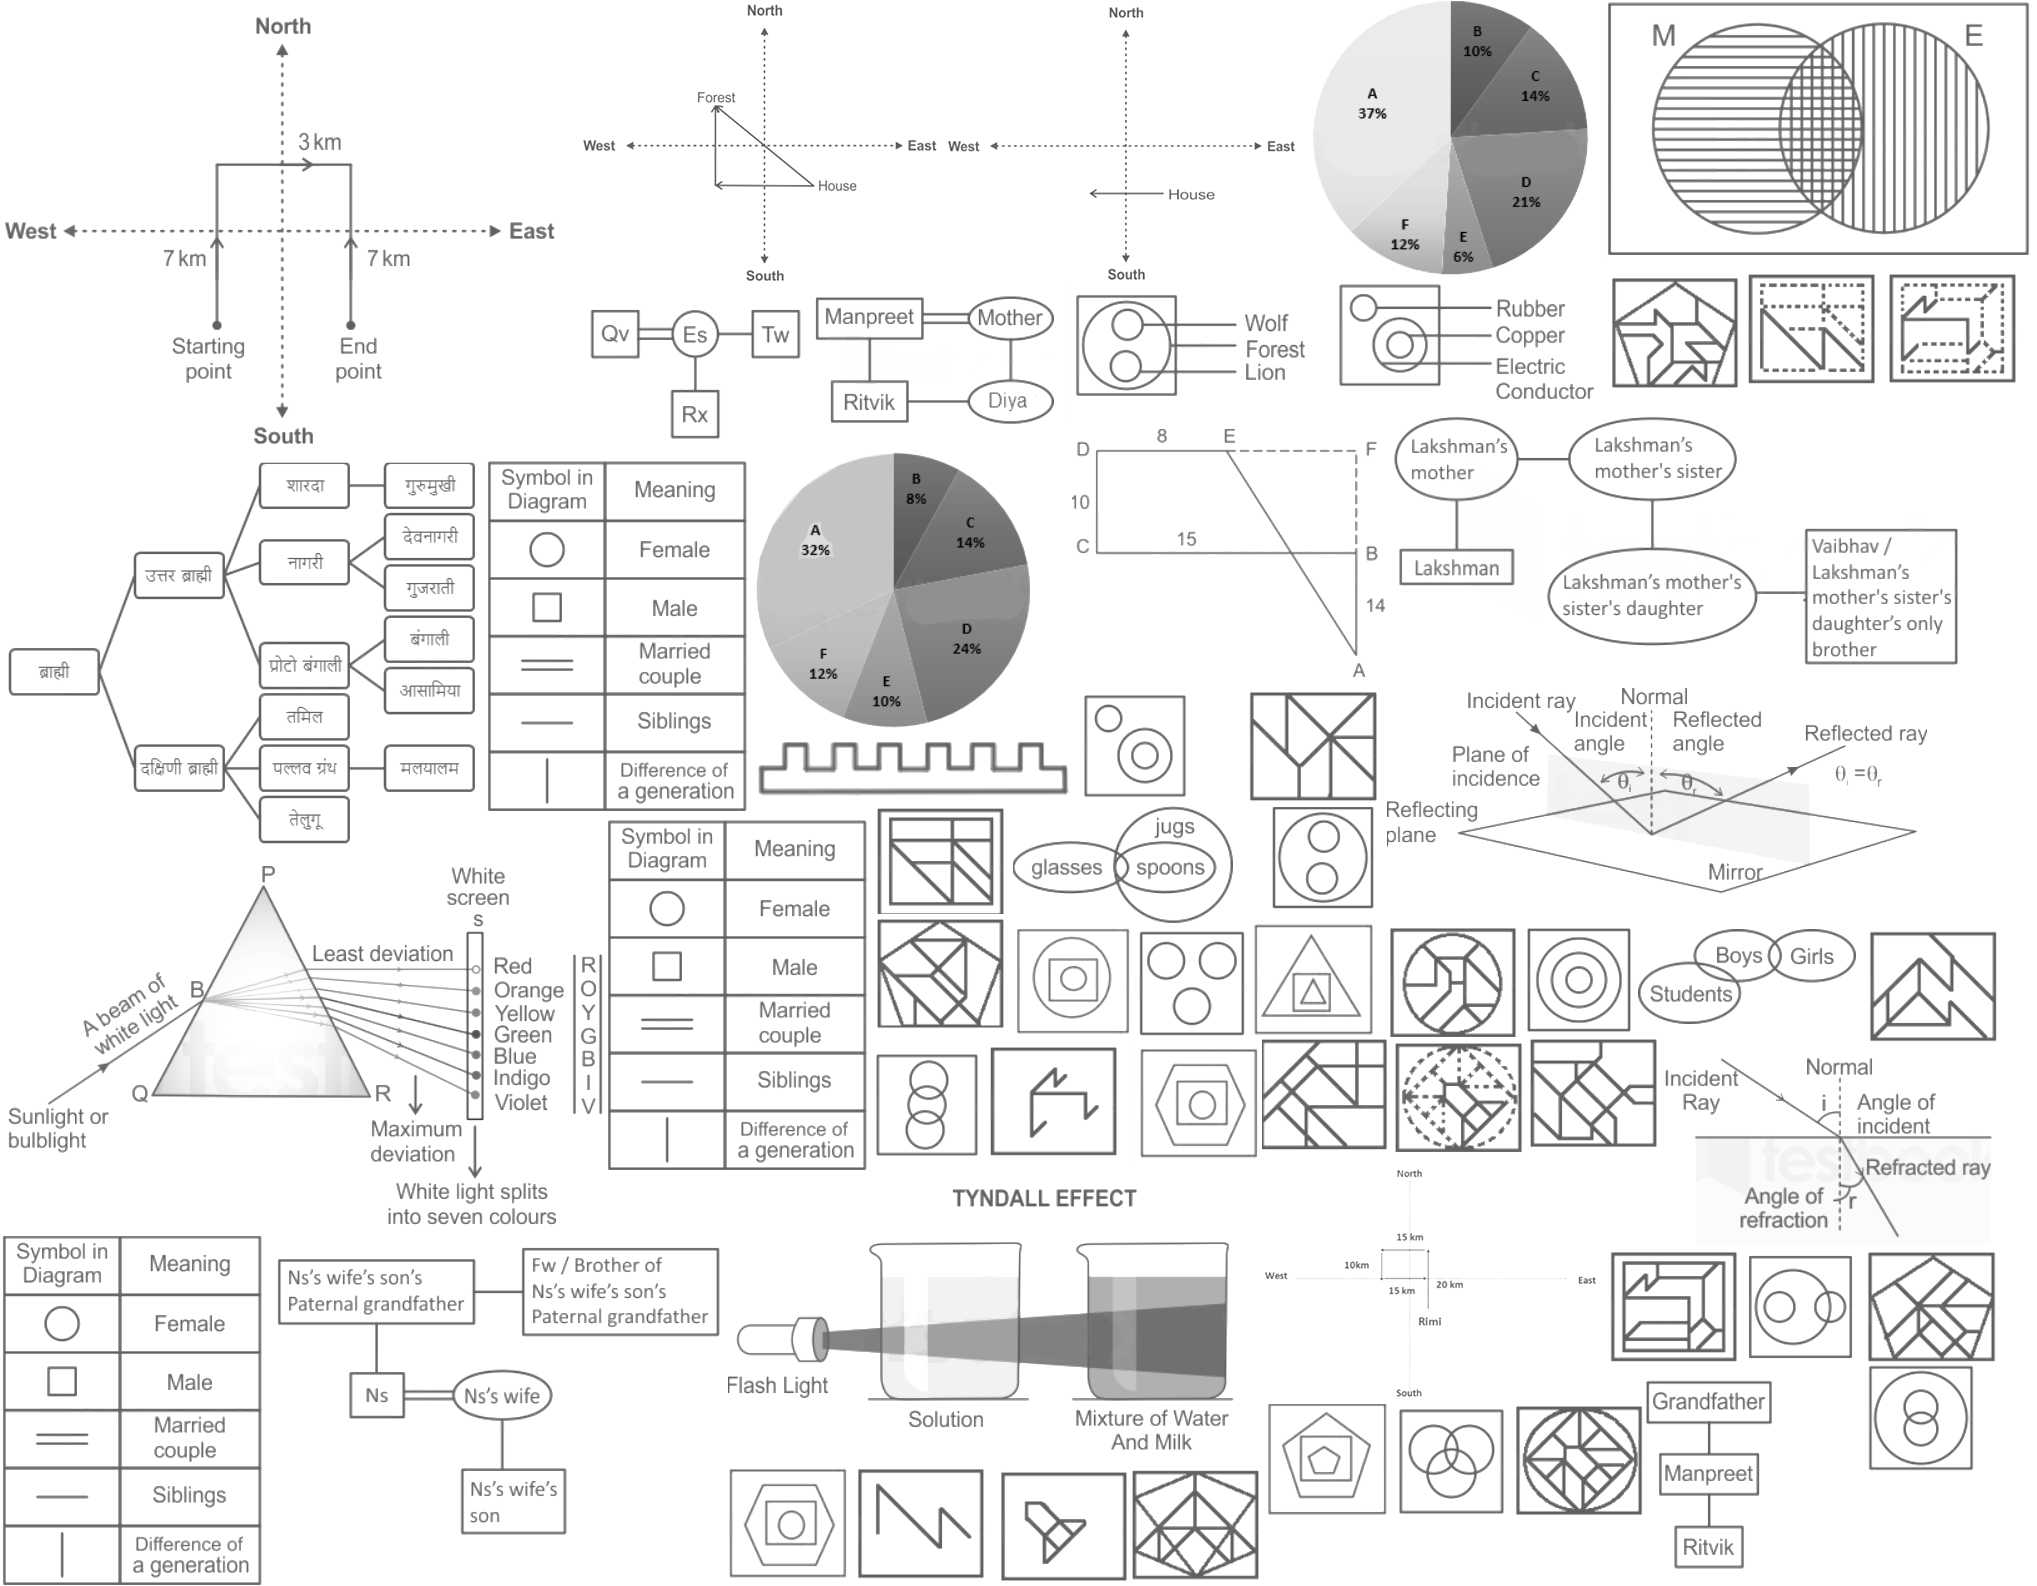 North
3 km
West
East
7 km
7 km
Starting
point
End
point
South
North
Forest
West
East
House
South
North
West
East
House
South
A
37%
B
10%
C
14%
D
21%
E
6%
F
12%
M
E
Qv
Es
Tw
Rx
Manpreet
Mother
Ritvik
Diya
Wolf
Forest
Lion
Rubber
Copper
Electric
Conductor
ब्राह्मी
उत्तर ब्राह्मी
दक्षिणी ब्राह्मी
शारदा
नागरी
प्रोटो बंगाली
तमिल
पल्लव ग्रंथ
तेलुगू
गुरुमुखी
देवनागरी
गुजराती
बंगाली
आसामिया
मलयालम
Symbol in
Diagram
Meaning
Female
Male
Married
couple
Siblings
Difference of
a generation
A
32%
B
8%
C
14%
D
24%
E
10%
F
12%
D
8
E
F
10
C
15
B
14
A
Lakshman's
mother
Lakshman's
mother's sister
Lakshman
Lakshman's mother's
sister's daughter
Vaibhav /
Lakshman's
mother's sister's
daughter's only
brother
Incident ray
Normal
Incident
angle
Reflected
angle
Reflected ray
Plane of
incidence
θi
θr
θi =θr
Reflecting
plane
Mirror
jugs
glasses
spoons
P
White
screen
S
Least deviation
A beam of
white light
B
Q
R
Sunlight or
bulblight
Red
Orange
Yellow
Green
Blue
Indigo
Violet
R
O
Y
G
B
I
V
Maximum
deviation
White light splits
into seven colours
test
Symbol in
Diagram
Meaning
Female
Male
Married
couple
Siblings
Difference of
a generation
Boys
Girls
Students
Incident
Ray
Normal
i
Angle of
incident
testbook
Refracted ray
Angle of
refraction
r
Symbol in
Diagram
Meaning
Female
Male
Married
couple
Siblings
Difference of
a generation
Ns's wife's son's
Paternal grandfather
Fw / Brother of
Ns's wife's son's
Paternal grandfather
Ns
Ns's wife
Ns's wife's
son
TYNDALL EFFECT
Flash Light
Solution
Mixture of Water
And Milk
North
15 km
10km
West
East
15 km
20 km
Rimi
South
Grandfather
Manpreet
Ritvik